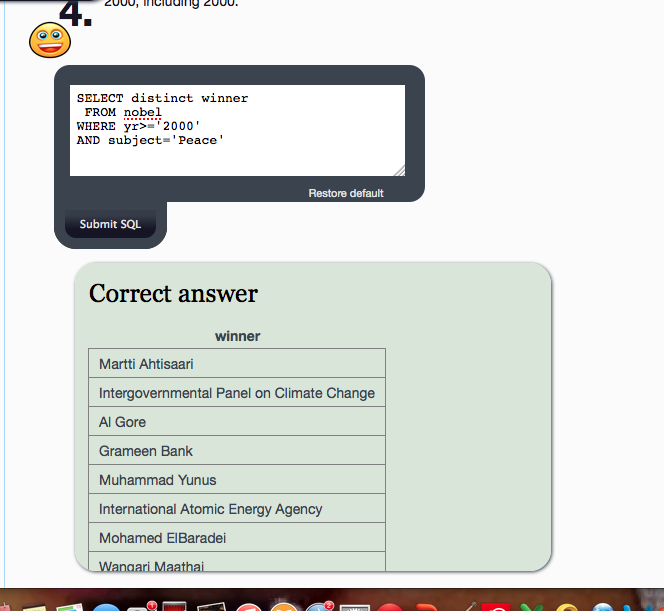 4.
2000, including 2000.
SELECT distinct winner
FROM nobel
WHERE yr>='2000'
AND subject='Peace'
Restore default
Submit SQL
Correct answer
winner
Martti Ahtisaari
Intergovernmental Panel on Climate Change
Al Gore
Grameen Bank
Muhammad Yunus
International Atomic Energy Agency
Mohamed ElBaradei
Wangari Maathai